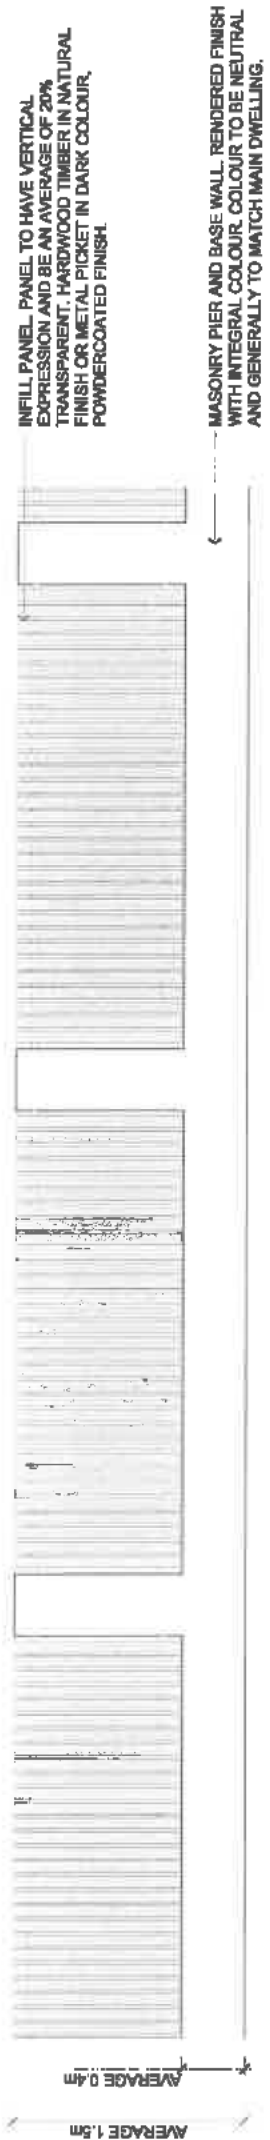 INFILL PANEL. PANEL TO HAVE VERTICAL
EXPRESSION AND BE AN AVERAGE OF 20%
TRANSPARENT. HARDWOOD TIMBER IN NATURAL
FINISH OR METAL PICKET IN DARK COLOUR,
POWDERCOATED FINISH.
MASONRY PIER AND BASE WALL. RENDERED FINISH
WITH INTEGRAL COLOUR. COLOUR TO BE NEUTRAL
AND GENERALLY TO MATCH MAIN DWELLING.
AVERAGE 0.4m
AVERAGE 1.5m